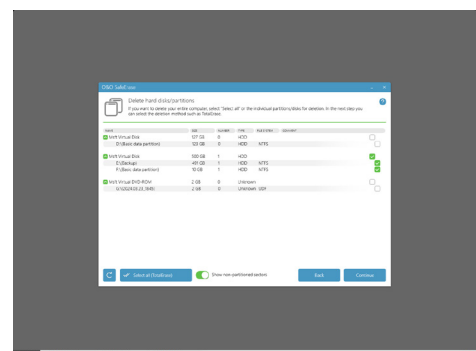 O&O SafeErase
Delete hard disks/partitions
If you want to delete your entire computer, select "Select all" or the individual partitions/disks for deletion. In the next step you
can select the deletion method such as TotalErase.
NAME SIZE NUMBER TYPE FILE SYSTEM
Msft Virtual Disk 127 GB 0 HDD
D:\(Basic data partition) 123 GB 0 HDD NTFS
Msft Virtual Disk 500 GB 1 HDD
E:\(Backup) 1 HDD NTFS
F:\(Basic data partition) 10 GB 1 HDD NTFS
Msft Virtual DVD-ROM 2 GB 0 Unknown
2 GB 0 Unknown UDF
Select all (TotalErase)
Show non-partitioned sectors
Back
Continue